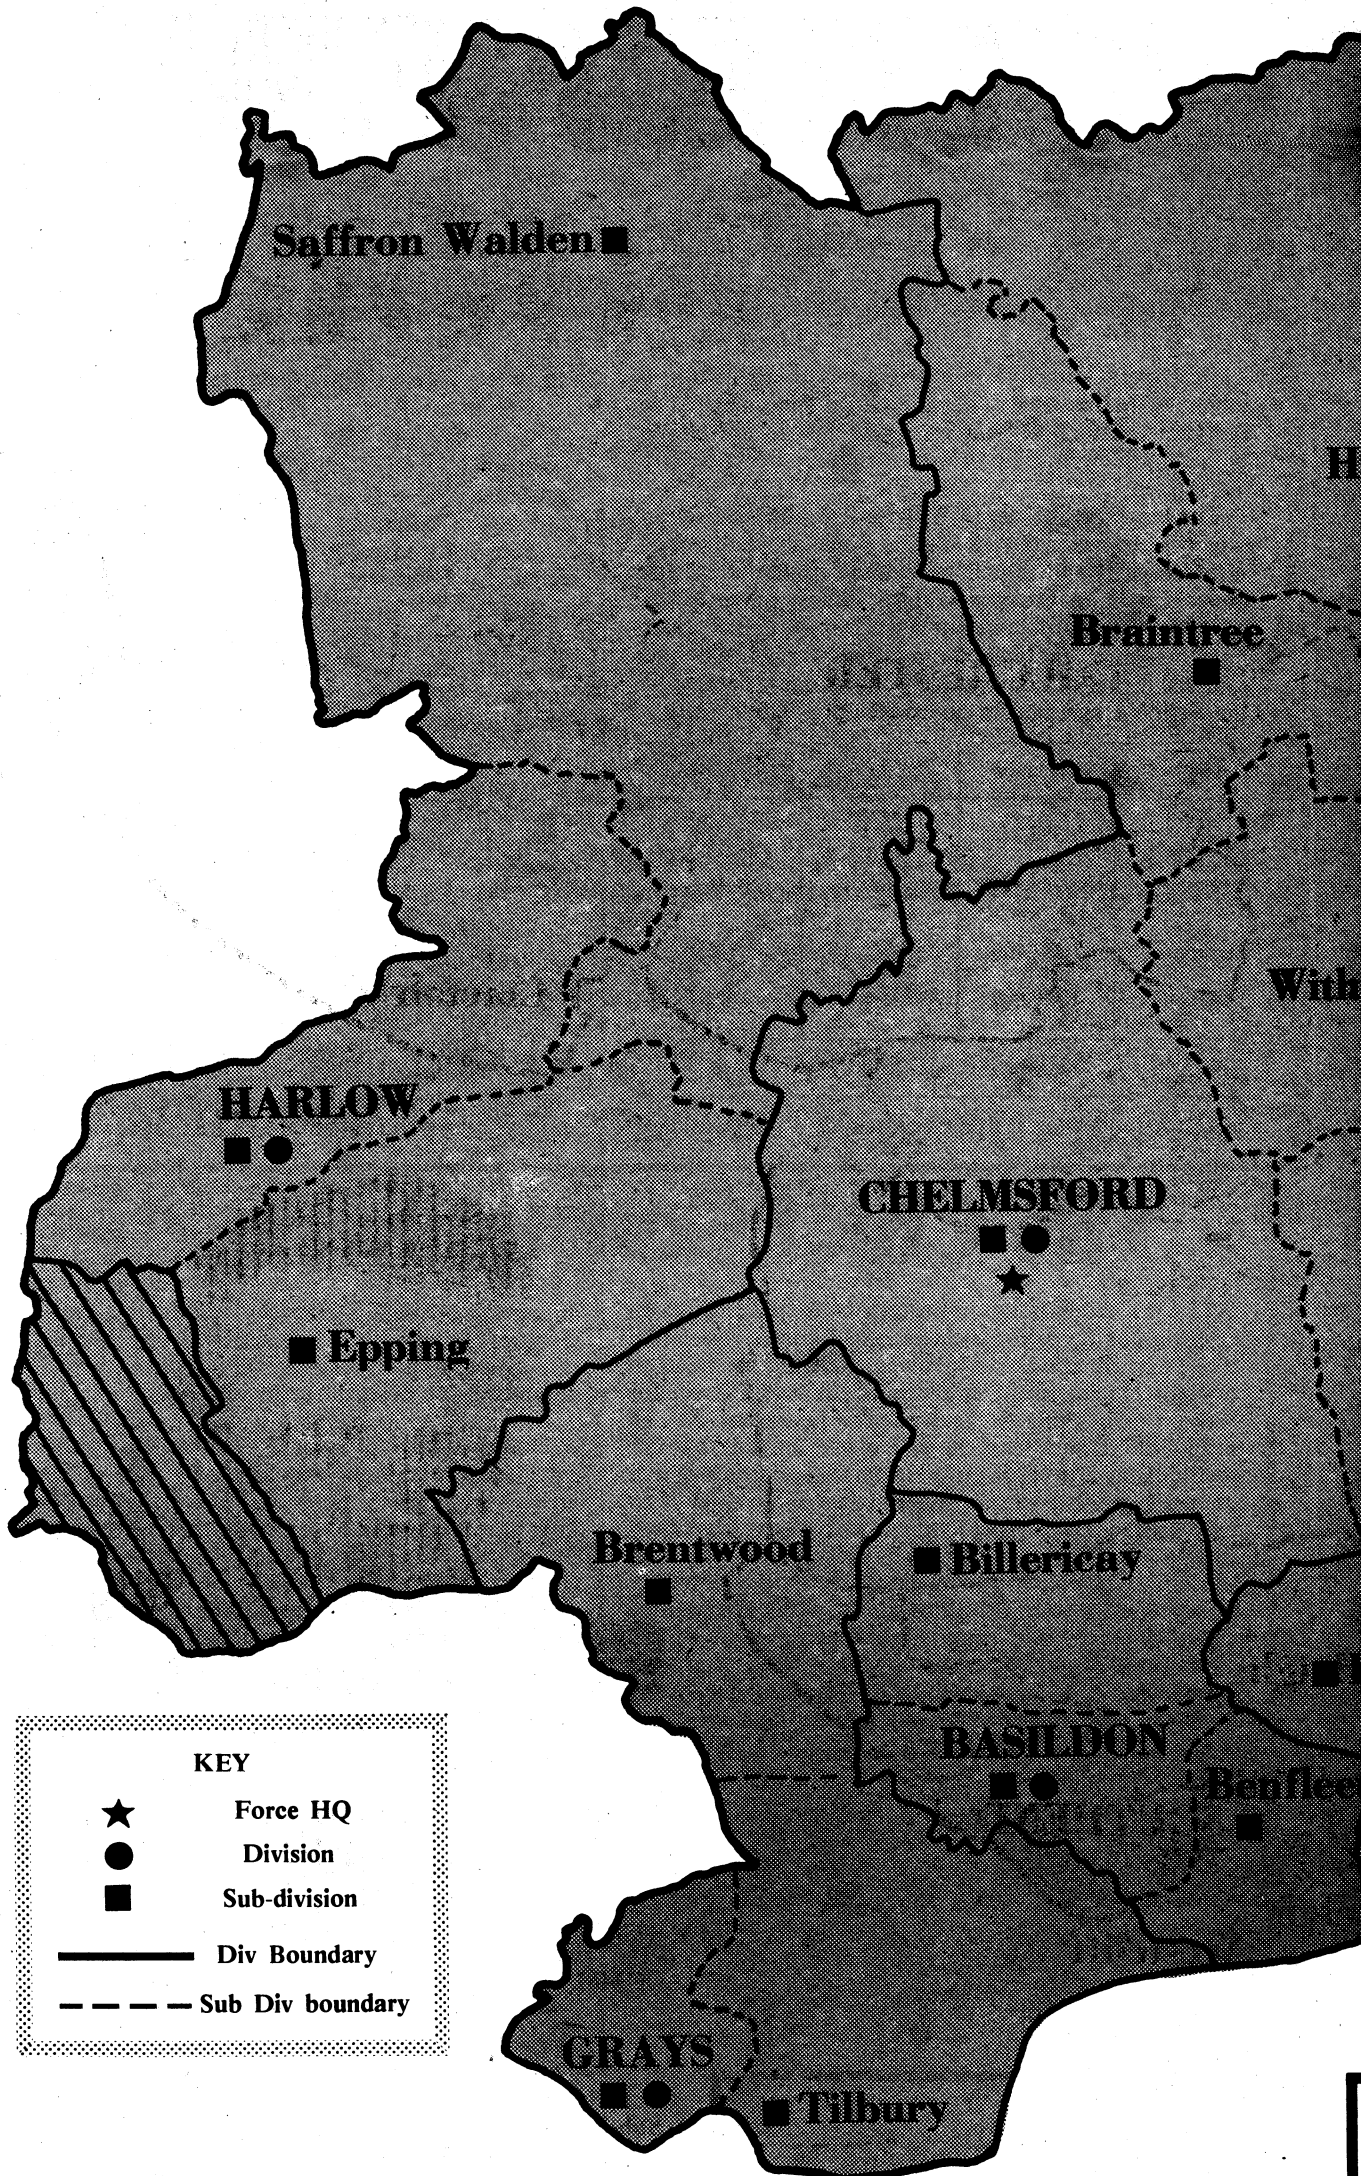 Saffron Walden
H
Braintree
With
HARLOW
CHELMSFORD
Epping
Brentwood
Billericay
BASILDON
Benflee
KEY
Force HQ
Division
Sub-division
Div Boundary
Sub Div boundary
GRAYS
Tilbury